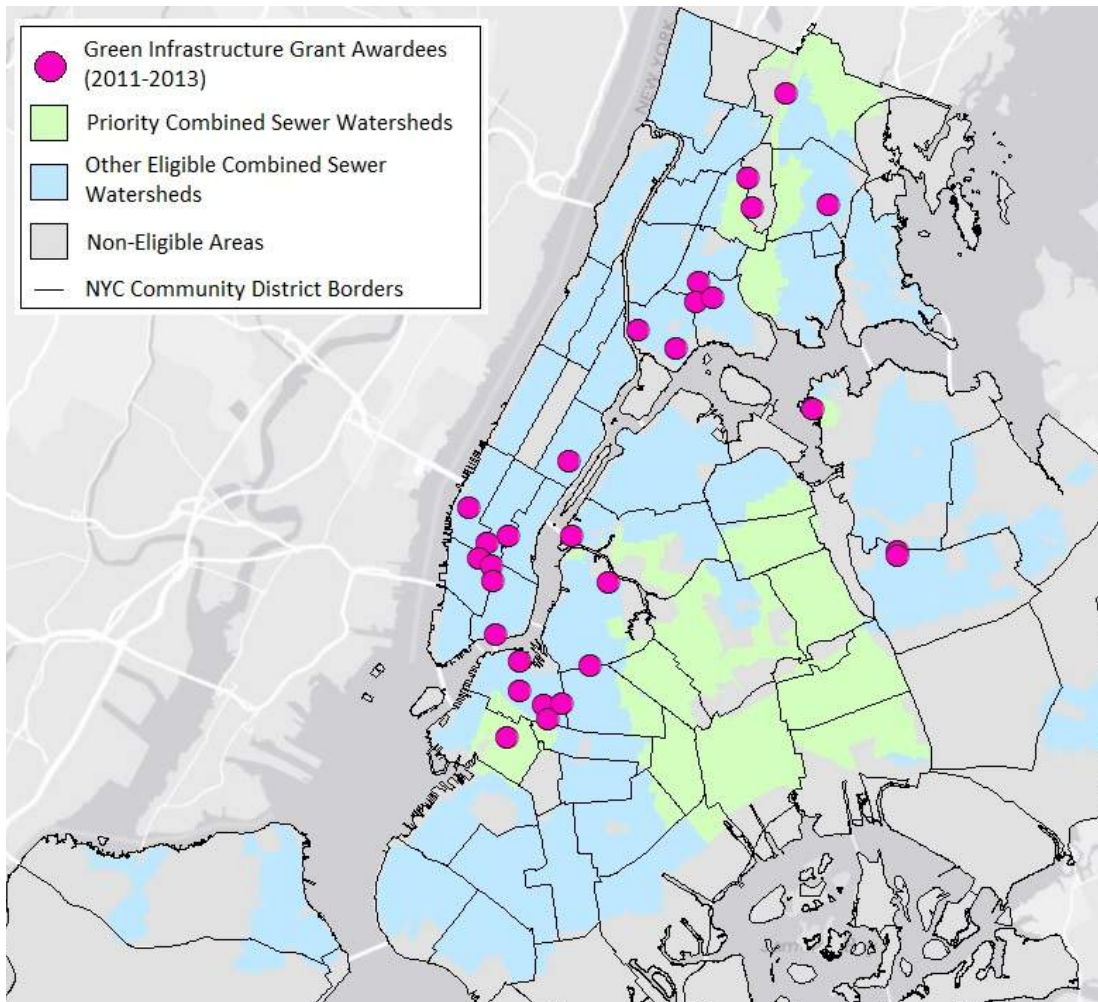 Green Infrastructure Grant Awardees
(2011-2013)
Priority Combined Sewer Watersheds
Other Eligible Combined Sewer
Watersheds
Non-Eligible Areas
NYC Community District Borders
NEW YORK